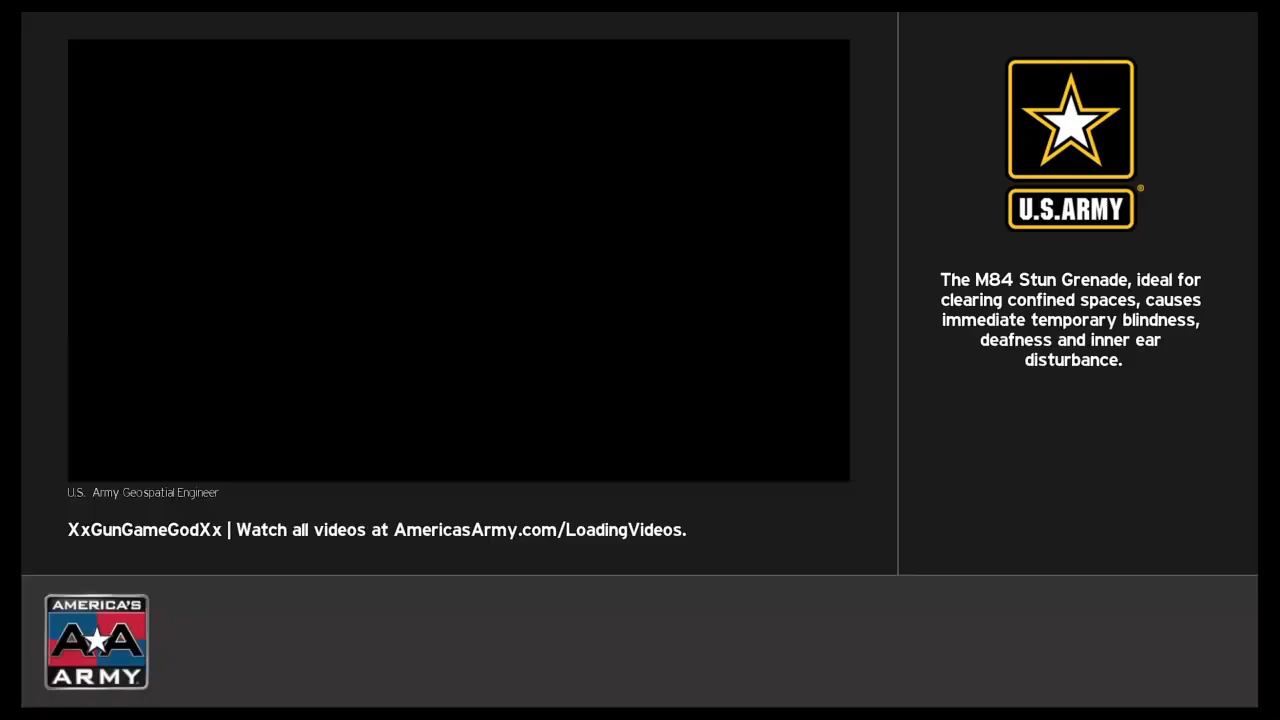 U.S.ARMY
®
The M84 Stun Grenade, ideal for
clearing confined spaces, causes
immediate temporary blindness,
deafness and inner ear
disturbance.
U.S. Army Geospatial Engineer
XxGunGameGodXx | Watch all videos at AmericasArmy.com/LoadingVideos.
AMERICA'S
AA
ARMY